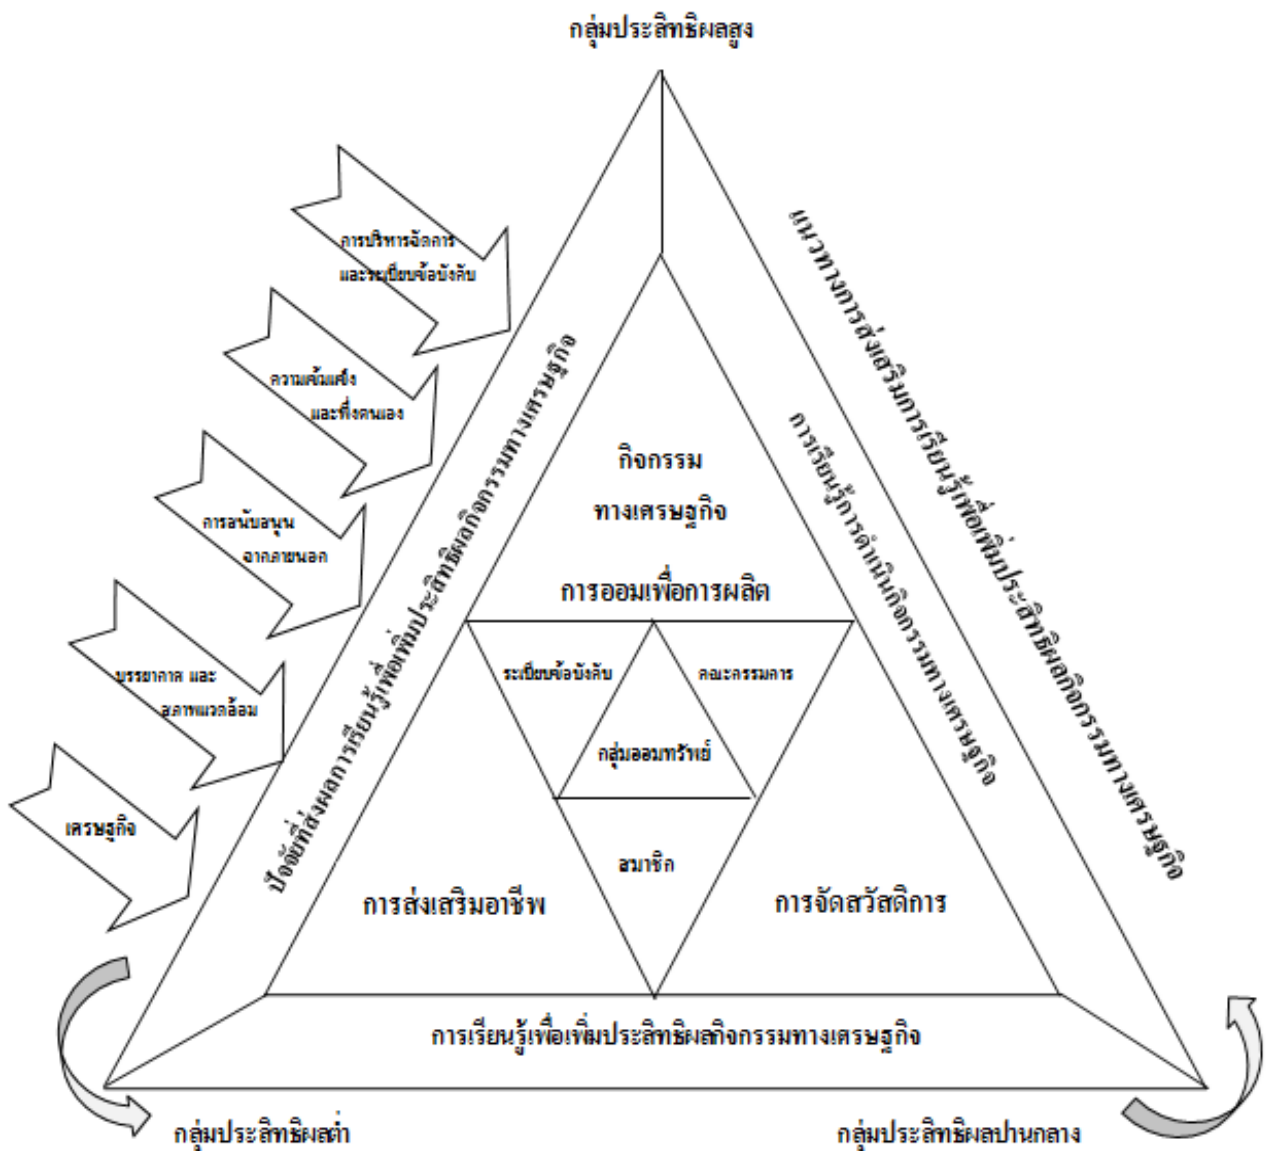 กลุ่มประสิทธิผลสูง
การบริหารจัดการ
และระเบียบข้อบังคับ
ความเข้มแข็ง
และพึ่งตนเอง
การสนับสนุน
จากภายนอก
บรรยากาศ และ
สภาพแวดล้อม
เศรษฐกิจ
ปัจจัยที่ส่งผลการเรียนรู้เพื่อเพิ่มประสิทธิผลกิจกรรมทางเศรษฐกิจ
กิจกรรม
ทางเศรษฐกิจ
การออมเพื่อการผลิต
ระเบียบข้อบังคับ
คณะกรรมการ
กลุ่มออมทรัพย์
สมาชิก
การส่งเสริมอาชีพ
การจัดสวัสดิการ
การเรียนรู้การดำเนินกิจกรรมทางเศรษฐกิจ
แนวทางการส่งเสริมการเรียนรู้เพื่อเพิ่มประสิทธิผลกิจกรรมทางเศรษฐกิจ
การเรียนรู้เพื่อเพิ่มประสิทธิผลกิจกรรมทางเศรษฐกิจ
กลุ่มประสิทธิผลต่ำ
กลุ่มประสิทธิผลปานกลาง